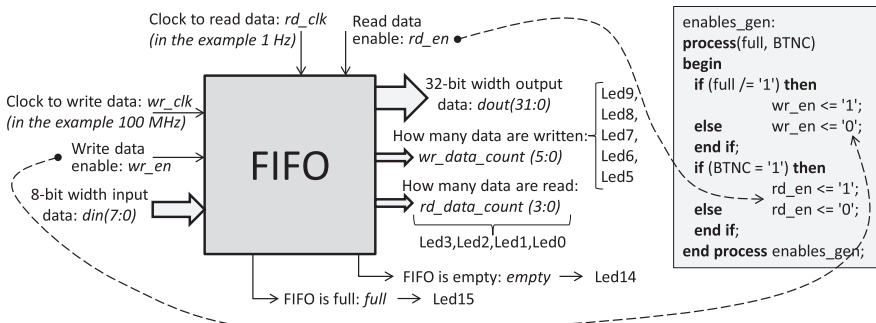 Clock to read data: rd_clk
(in the example 1 Hz)
Read data
enable: rd_en
Clock to write data: wr_clk
(in the example 100 MHz)
Write data
enable: wr_en
8-bit width input
data: din(7:0)
FIFO
32-bit width output
data: dout(31:0)
How many data are written:
wr_data_count (5:0)
How many data are read:
rd_data_count (3:0)
Led9,
Led8,
Led7,
Led6,
Led5
Led3,Led2,Led1,Led0
FIFO is empty: empty
Led14
FIFO is full: full
Led15
enables_gen:
process(full, BTNC)
begin
if (full /= '1') then
wr_en <= '1';
else wr_en <= '0';
end if;
if (BTNC = '1') then
rd_en <= '1';
else rd_en <= '0';
end if;
end process enables_gen;